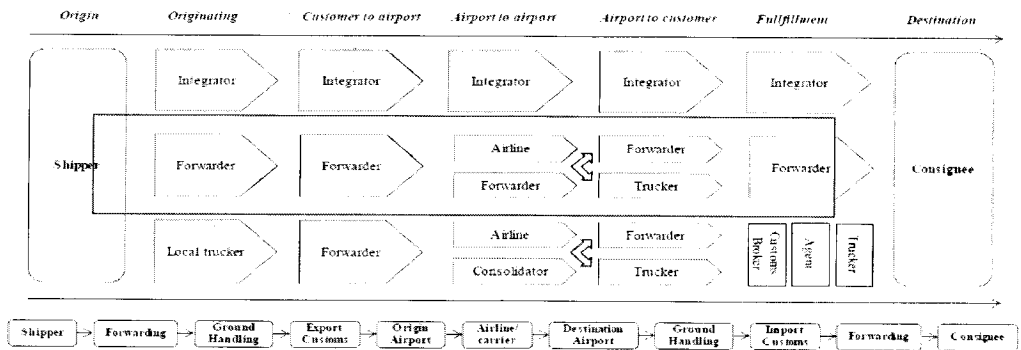 Origin Originating Customer to airport Airport to airport Airport to customer Fullfillment Destination
Integrator Integrator Integrator Integrator Integrator
Shipper Forwarder Forwarder Airline Forwarder Forwarder Consignee
Forwarder Trucker
Local trucker Forwarder Airline Forwarder Customs Agent Trucker
Broker
Consolidator Trucker
Shipper Forwarding Ground Export Origin Airline/ Destination Ground Import Forwarding Consignee
Handling Customs Airport carrier Airport Handling Customs